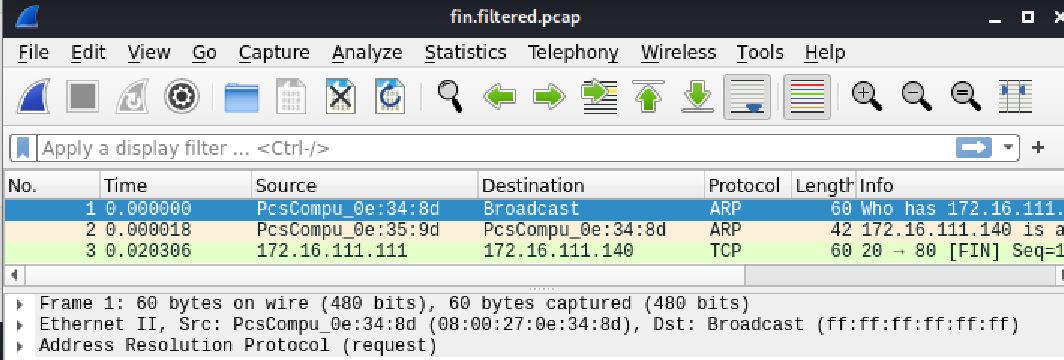 fin.filtered.pcap
File Edit View Go Capture Analyze Statistics Telephony Wireless Tools Help
Apply a display filter ... <Ctrl-/>
No. Time Source Destination Protocol Length Info
1 0.000000 PcsCompu_0e:34:8d Broadcast ARP 60 Who has 172.16.111.
2 0.000018 PcsCompu_0e:35:9d PcsCompu_0e:34:8d ARP 42 172.16.111.140 is a
3 0.020306 172.16.111.111 172.16.111.140 TCP 60 20 → 80 [FIN] Seq=1
Frame 1: 60 bytes on wire (480 bits), 60 bytes captured (480 bits)
Ethernet II, Src: PcsCompu_0e:34:8d (08:00:27:0e:34:8d), Dst: Broadcast (ff:ff:ff:ff:ff:ff)
Address Resolution Protocol (request)